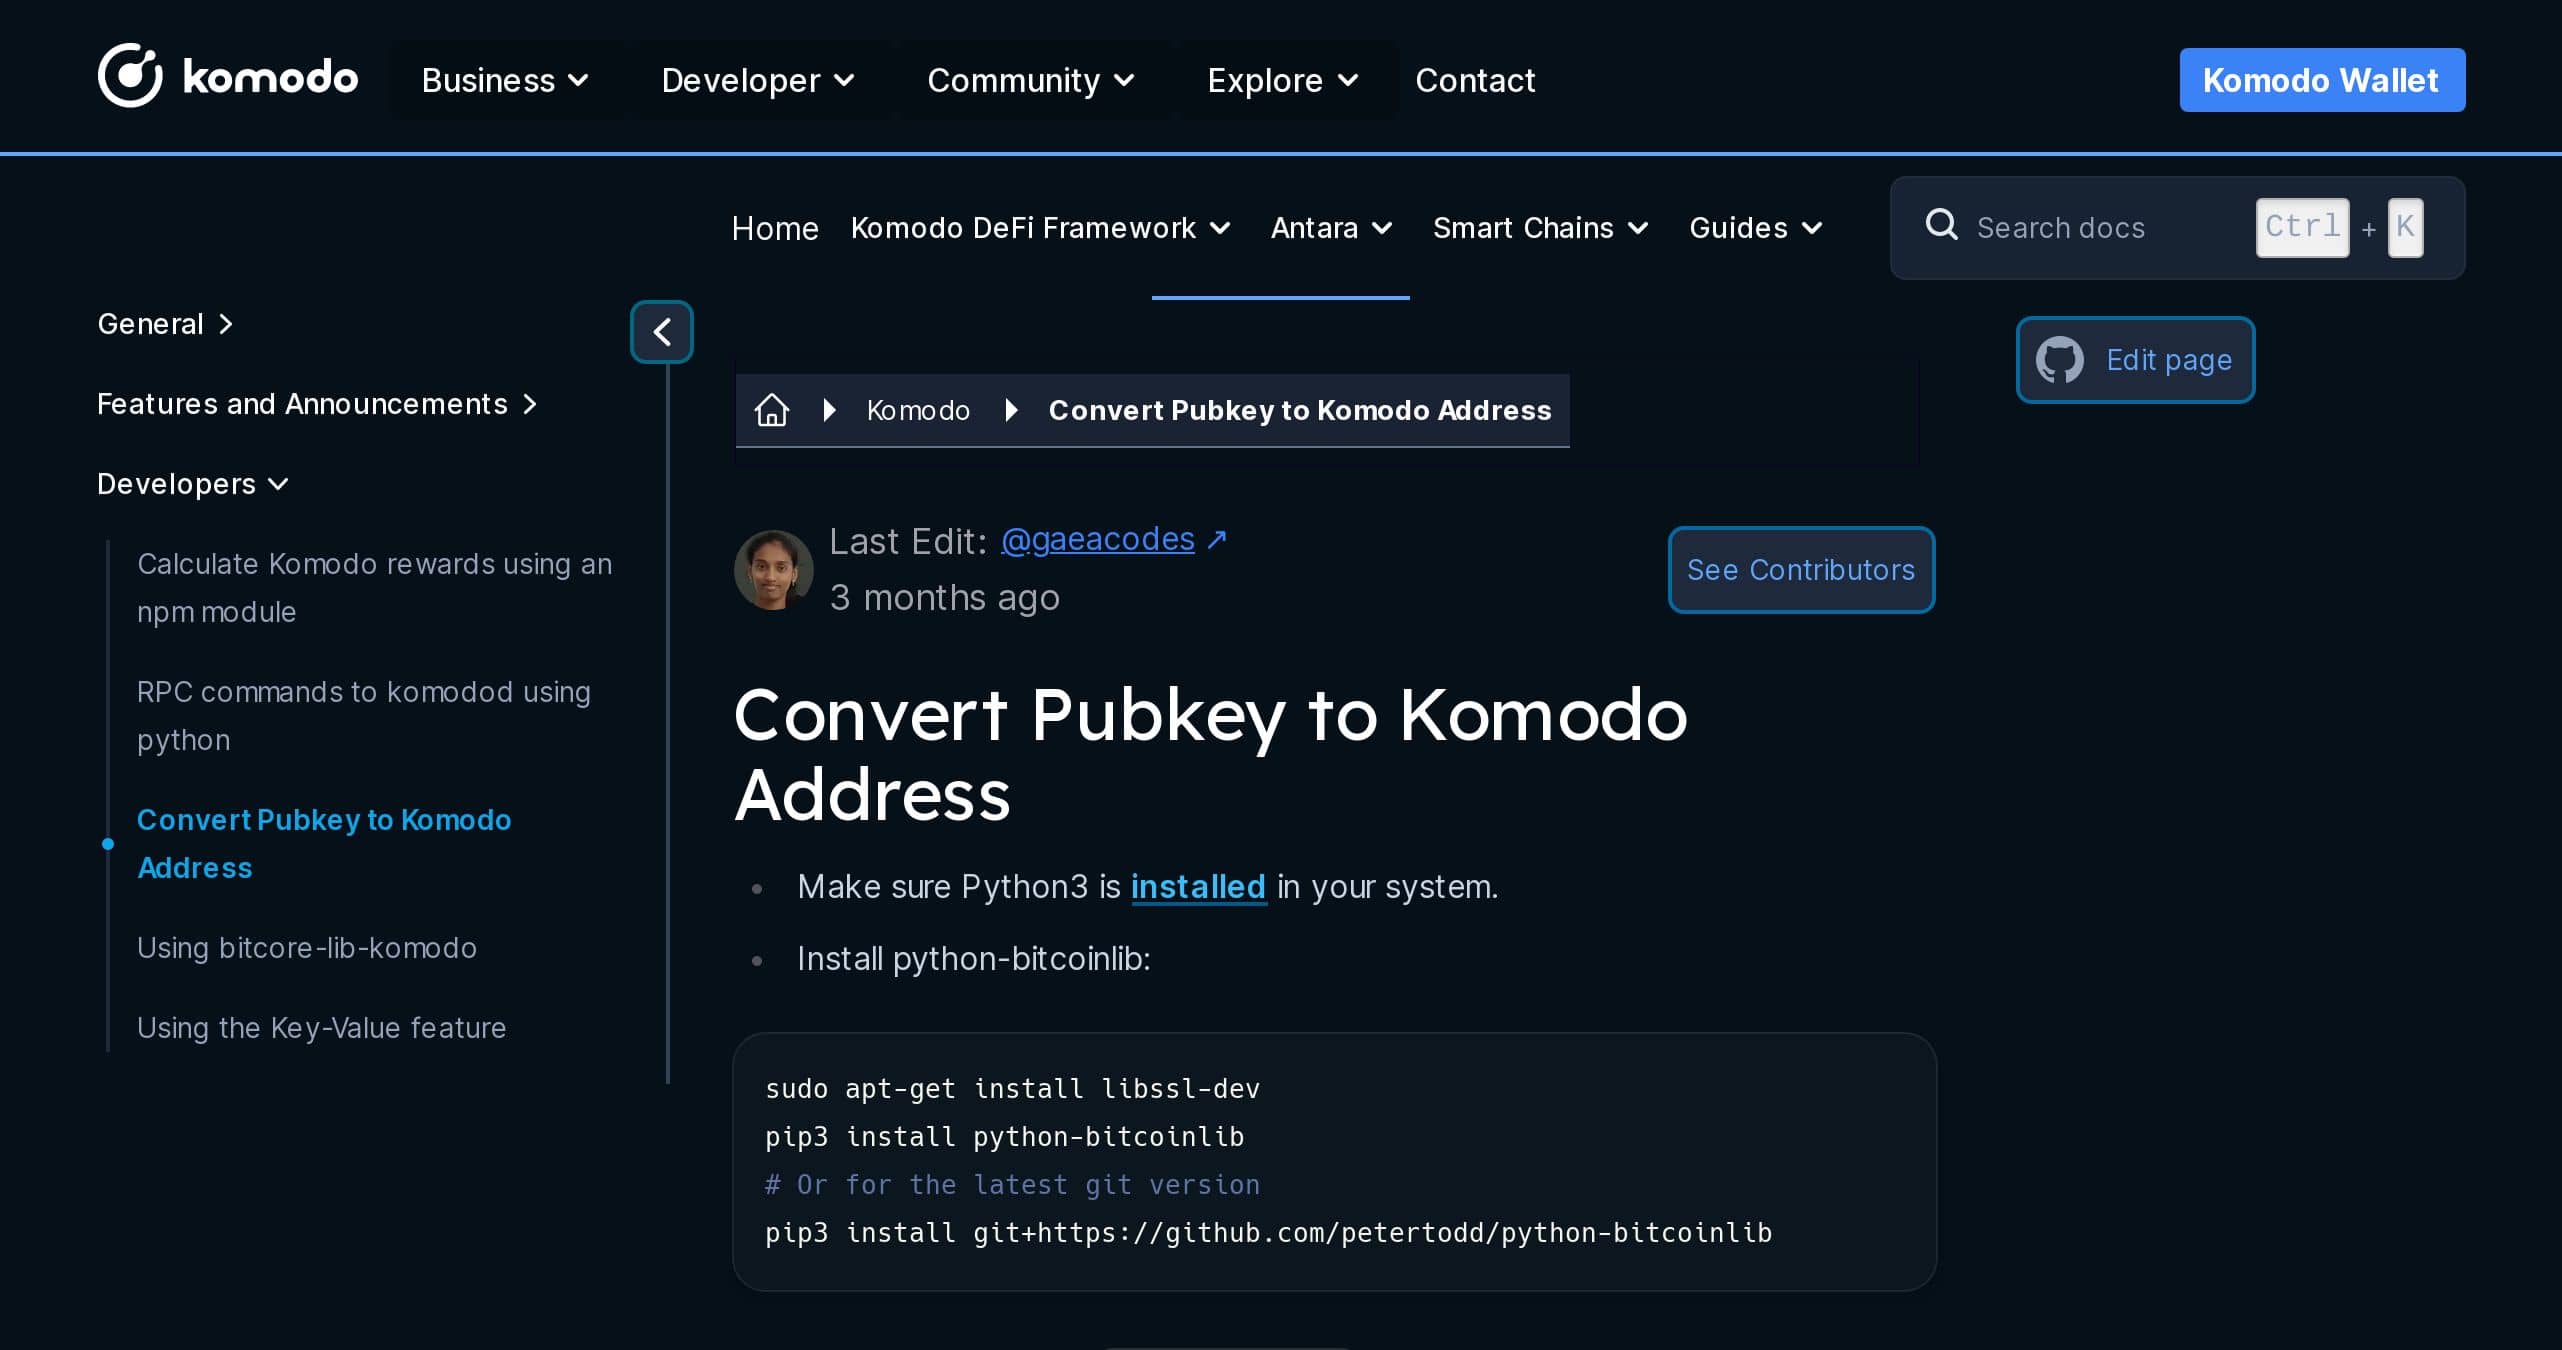 komodo Business Developer Community Explore Contact Komodo Wallet
Home Komodo DeFi Framework Antara Smart Chains Guides Search docs Ctrl + K
General
Features and Announcements
Developers
Calculate Komodo rewards using an
npm module
RPC commands to komodod using
python
Convert Pubkey to Komodo
Address
Using bitcore-lib-komodo
Using the Key-Value feature
Edit page
Komodo Convert Pubkey to Komodo Address
Last Edit: @gaeacodes ↗
3 months ago
See Contributors
Convert Pubkey to Komodo
Address
• Make sure Python3 is installed in your system.
• Install python-bitcoinlib:
sudo apt-get install libssl-dev
pip3 install python-bitcoinlib
# Or for the latest git version
pip3 install git+https://github.com/petertodd/python-bitcoinlib